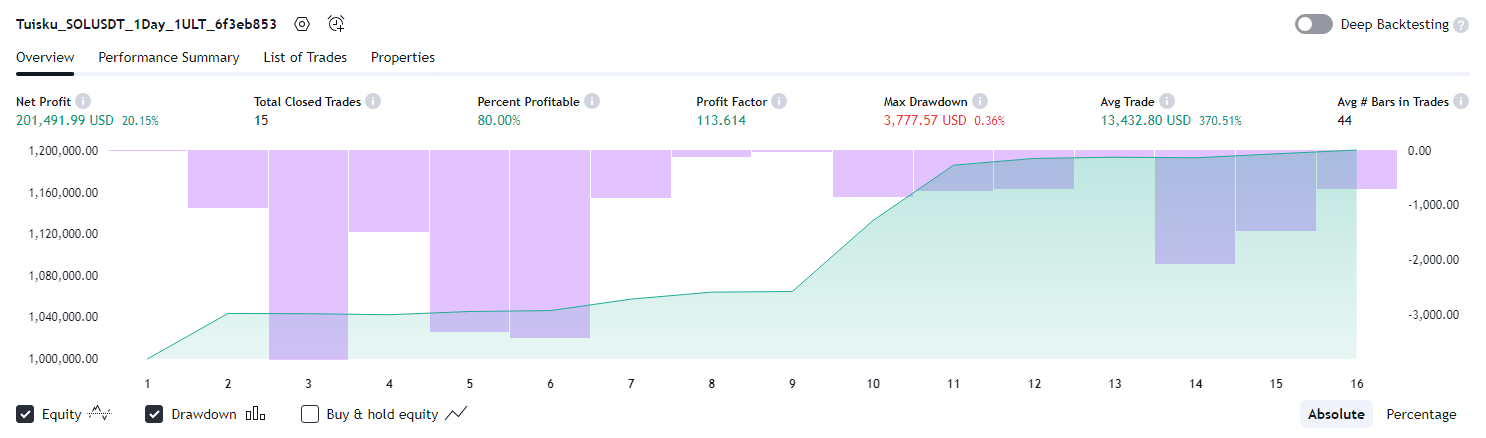 Tuisku_SOLUSDT_1Day_1ULT_6f3eb853
Deep Backtesting ?
Overview Performance Summary List of Trades Properties
Net Profit Total Closed Trades Percent Profitable Profit Factor Max Drawdown Avg Trade Avg # Bars in Trades
201,491.99 USD 20.15% 15 80.00% 113.614 3,777.57 USD 0.36% 13,432.80 USD 370.51% 44
1,200,000.00 0.00
1,160,000.00 -1,000.00
1,120,000.00 -2,000.00
1,080,000.00 -3,000.00
1,040,000.00
1,000,000.00
1 2 3 4 5 6 7 8 9 10 11 12 13 14 15 16
Equity Drawdown Buy & hold equity Absolute Percentage